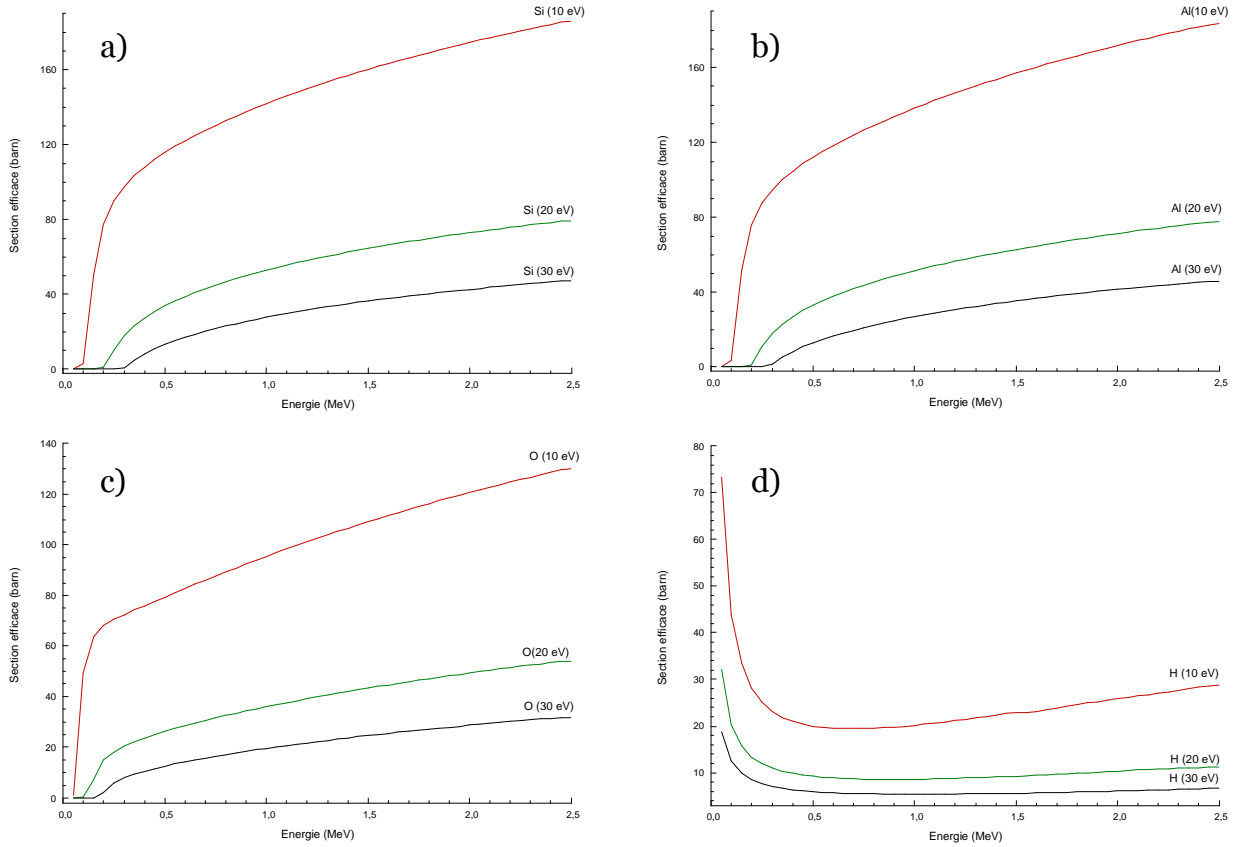 a)
Si (10 eV)
Si (20 eV)
Si (30 eV)
Section efficace (barn)
160
120
80
40
0
0,0 0,5 1,0 1,5 2,0 2,5
Energie (MeV)
b)
Al(10 eV)
Al (20 eV)
Al (30 eV)
Section efficace (barn)
180
140
100
60
20
0,0 0,5 1,0 1,5 2,0 2,5
Energie (MeV)
c)
O (10 eV)
O(20 eV)
O (30 eV)
Section efficace (barn)
140
120
100
80
60
40
20
0
0,0 0,5 1,0 1,5 2,0 2,5
Energie (MeV)
d)
H (10 eV)
H (20 eV)
H (30 eV)
Section efficace (barn)
80
70
60
50
40
30
20
10
0,0 0,5 1,0 1,5 2,0 2,5
Energie (MeV)